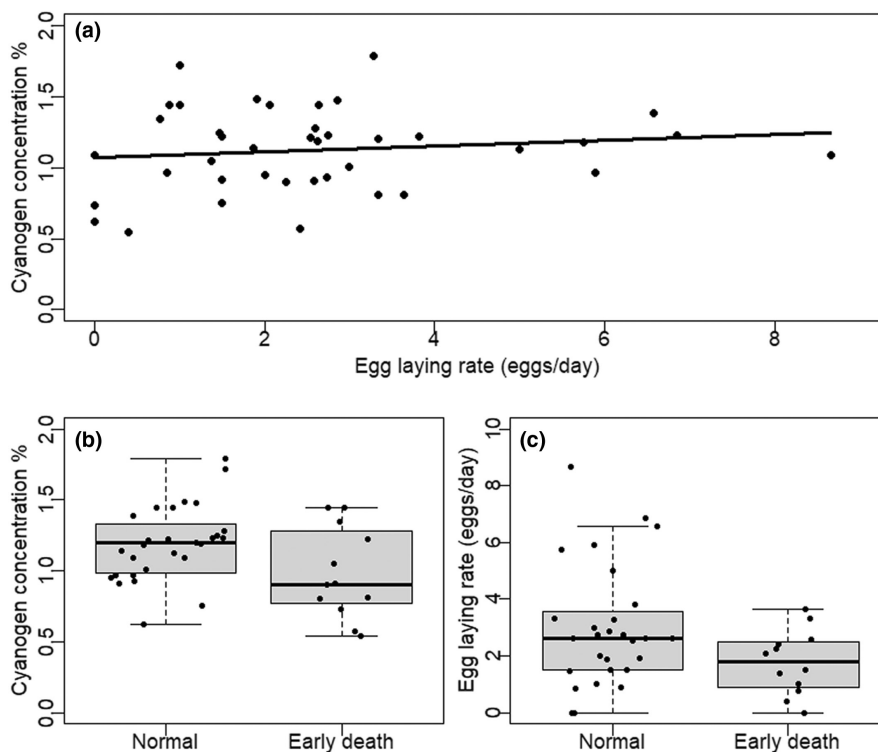 (a)
Cyanogen concentration %
2.0
1.5
1.0
0.5
0.0
0 2 4 6 8
Egg laying rate (eggs/day)
(b)
Cyanogen concentration %
2.0
1.5
1.0
0.5
0.0
Normal Early death
(c)
Egg laying rate (eggs/day)
10
8
6
4
2
0
Normal Early death